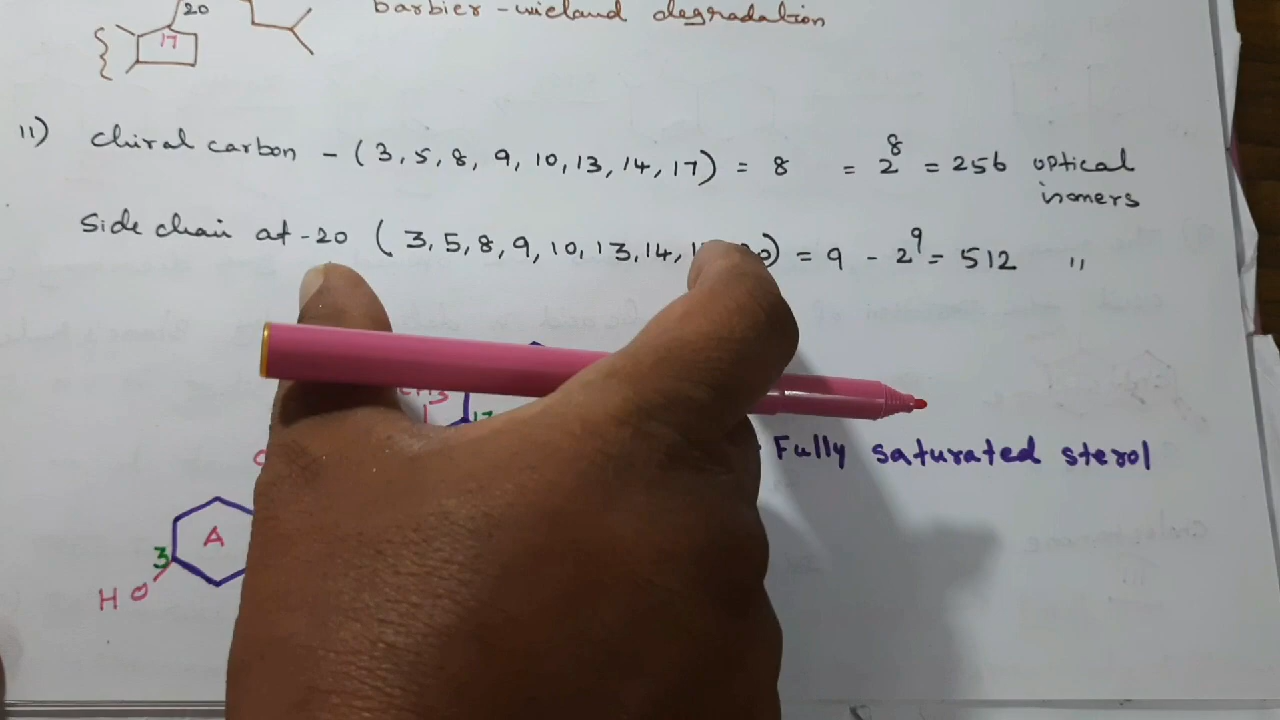 20
barbier-wieland degradation
17
11) chiral carbon - (3, 5, 8, 9, 10, 13, 14, 17) = 8 = 2^8 = 256 optical
isomers
Side chain at -20 (3, 5, 8, 9, 10, 13, 14, = 9 - 2^9 = 512 "
Fully saturated sterol
A
3
HO